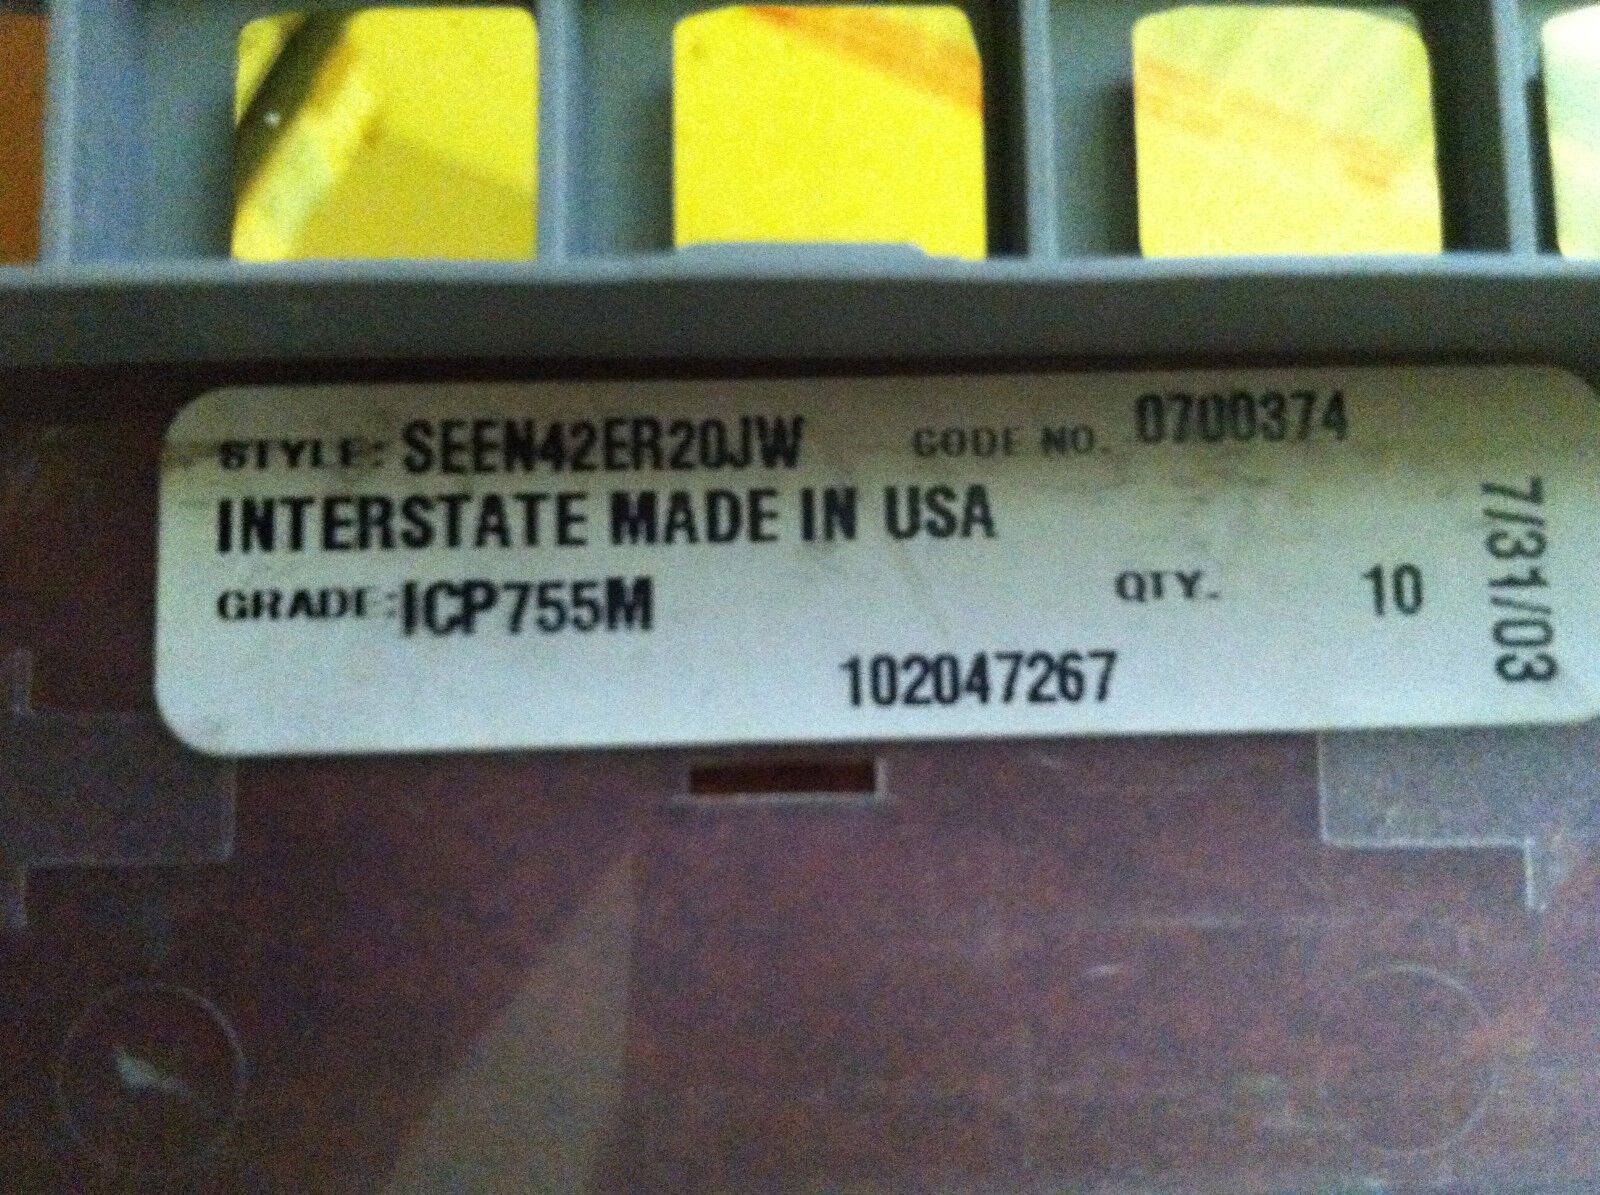 STYLE: SEEN42ER20JW CODE NO. 0700374
INTERSTATE MADE IN USA
GRADE: ICP755M QTY. 10
102047267
7/31/03